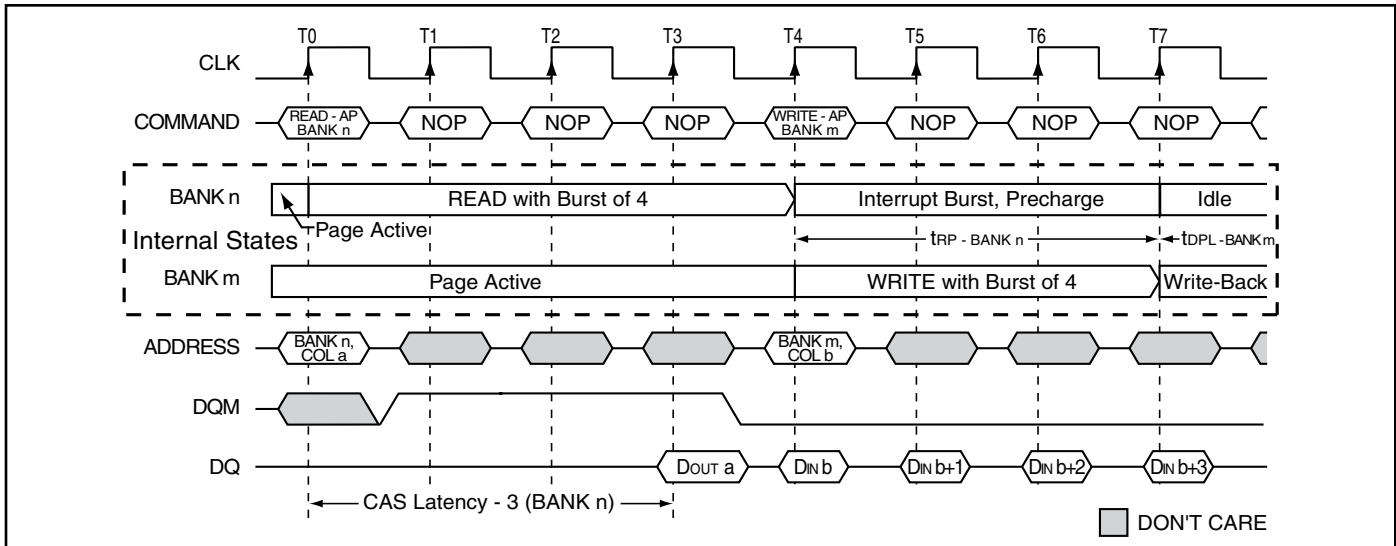 T0 T1 T2 T3 T4 T5 T6 T7
CLK
COMMAND READ - AP BANK n NOP NOP NOP WRITE - AP BANK m NOP NOP NOP
BANK n READ with Burst of 4 Interrupt Burst, Precharge Idle
Page Active
Internal States tRP - BANK n tDPL - BANK m
BANK m Page Active WRITE with Burst of 4 Write-Back
ADDRESS BANK n, COL a BANK m, COL b
DQM
DQ DOUT a DIN b DIN b+1 DIN b+2 DIN b+3
CAS Latency - 3 (BANK n)
DON'T CARE